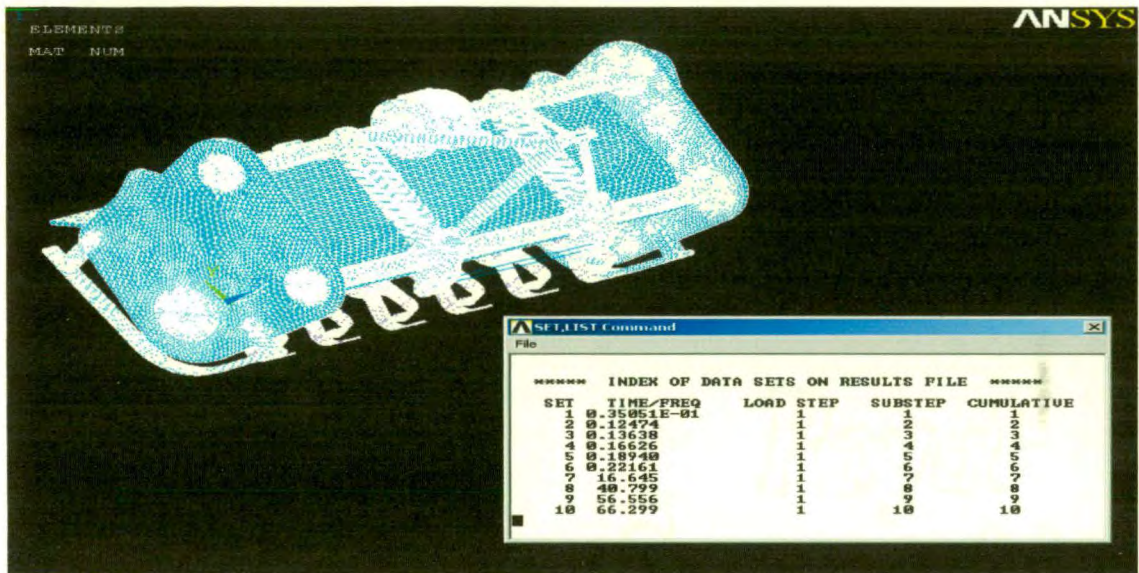 ELEMENTS
MAT NUM
ANSYS
SET,LIST Command
File
***** INDEX OF DATA SETS ON RESULTS FILE *****
SET TIME/FREQ LOAD STEP SUBSTEP CUMULATIVE
1 0.35051E-01 1 1 1
2 0.12474 1 2 2
3 0.13638 1 3 3
4 0.16626 1 4 4
5 0.18940 1 5 5
6 0.22161 1 6 6
7 16.645 1 7 7
8 40.799 1 8 8
9 56.556 1 9 9
10 66.299 1 10 10